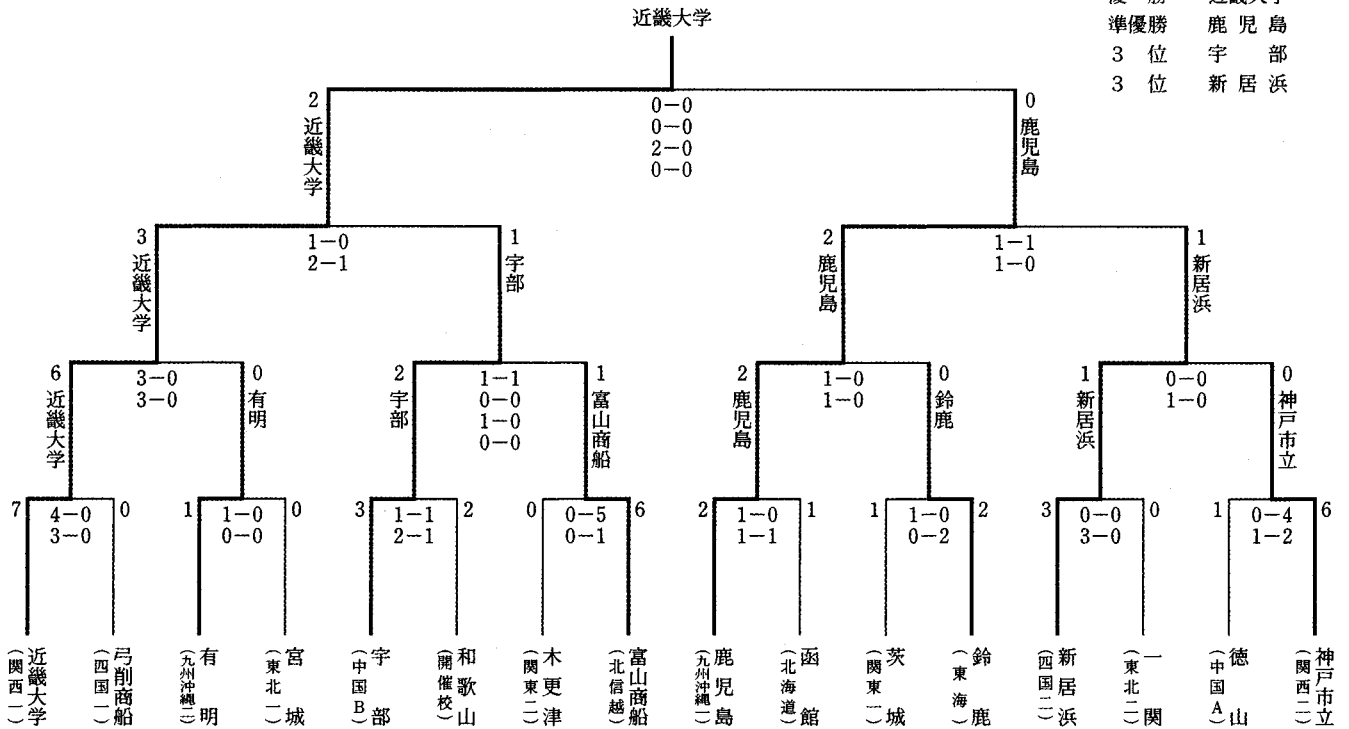 近畿大学
準優勝 鹿児島
3位 宇部
3位 新居浜
2 0-0 0
0-0
2-0
0-0
近畿大学
鹿児島
3 1-0 1
2-1
近畿大学
宇部
2 1-1 1
1-0
鹿児島
新居浜
6 3-0 0
3-0
近畿大学
有明
2 1-1 1
0-0
1-0
0-0
宇部
富山商船
2 1-0 0
1-0
鹿児島
鈴鹿
1 0-0 0
1-0
新居浜
神戸市立
7 4-0 0
3-0
1 1-0 0
0-0
3 1-1 2
2-1
0 0-5 6
0-1
2 1-0 1
1-1
1 1-0 2
0-2
3 0-0 0
3-0
1 0-4 6
1-2
近畿大学 (関西一)
弓削商船 (四国一)
有明 (九州沖縄二)
宮城 (東北一)
宇部 (中国B)
和歌山 (開催校)
木更津 (関東二)
富山商船 (北信越)
鹿児島 (九州沖縄一)
函館 (北海道)
茨城 (関東一)
鈴鹿 (東海)
新居浜 (四国二)
一関 (東北二)
徳山 (中国A)
神戸市立 (関西二)